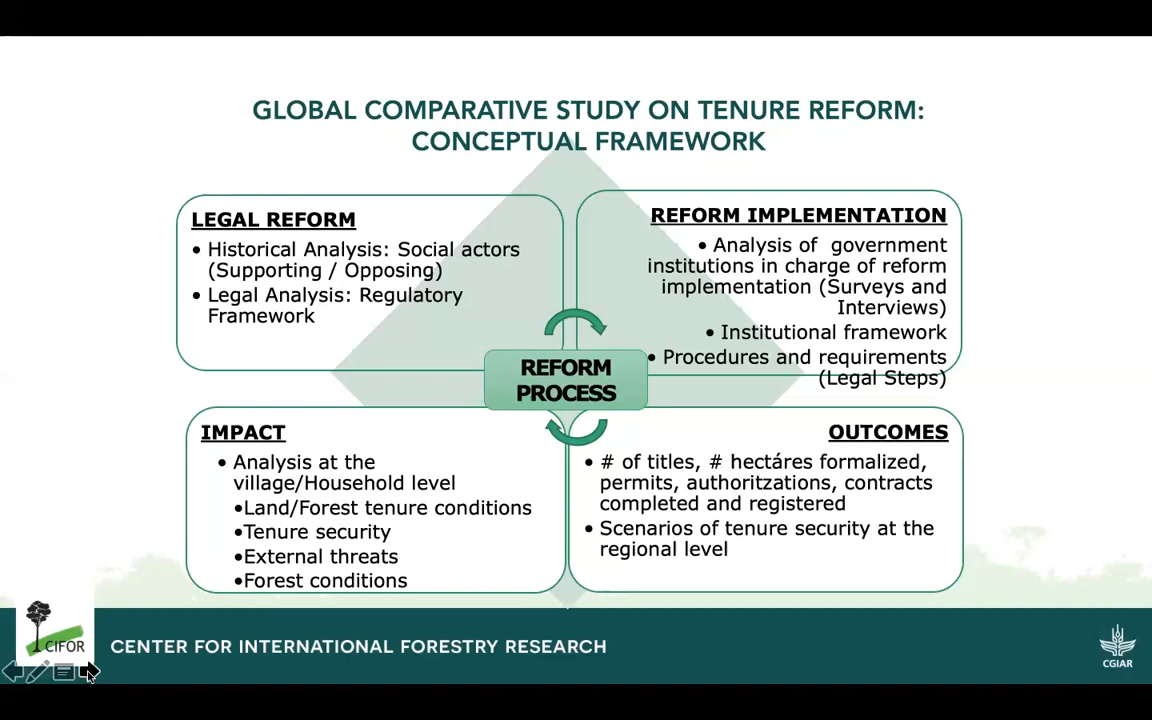 GLOBAL COMPARATIVE STUDY ON TENURE REFORM:
CONCEPTUAL FRAMEWORK
LEGAL REFORM
• Historical Analysis: Social actors
(Supporting / Opposing)
• Legal Analysis: Regulatory
Framework
REFORM IMPLEMENTATION
• Analysis of government
institutions in charge of reform
implementation (Surveys and
Interviews)
• Institutional framework
• Procedures and requirements
(Legal Steps)
REFORM
PROCESS
IMPACT
• Analysis at the
village/Household level
•Land/Forest tenure conditions
•Tenure security
•External threats
•Forest conditions
OUTCOMES
• # of titles, # hectáres formalized,
permits, authoritzations, contracts
completed and registered
• Scenarios of tenure security at the
regional level
CIFOR
CENTER FOR INTERNATIONAL FORESTRY RESEARCH
CGIAR